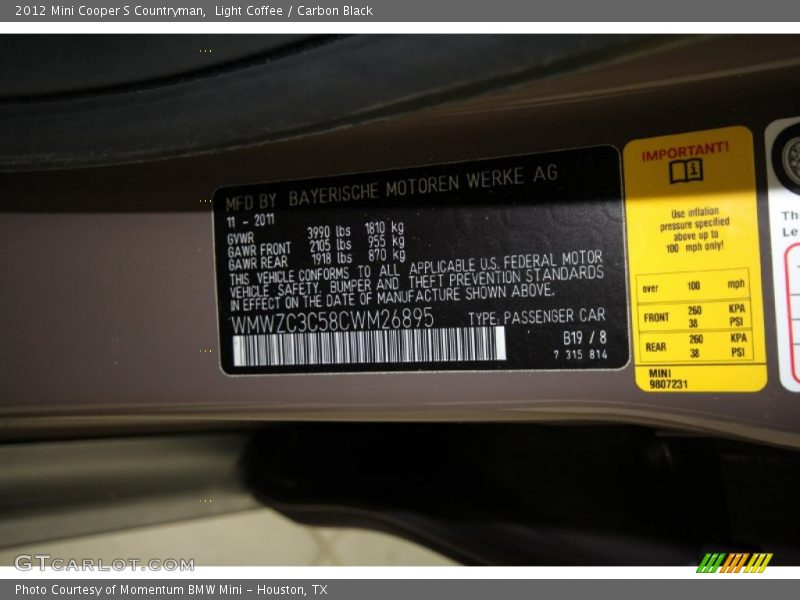 2012 Mini Cooper S Countryman, Light Coffee / Carbon Black
MFD BY BAYERISCHE MOTOREN WERKE AG
11 - 2011
GVWR 3990 lbs 1810 kg
GAWR FRONT 2105 lbs 955 kg
GAWR REAR 1918 lbs 870 kg
THIS VEHICLE CONFORMS TO ALL APPLICABLE U.S. FEDERAL MOTOR
VEHICLE SAFETY, BUMPER AND THEFT PREVENTION STANDARDS
IN EFFECT ON THE DATE OF MANUFACTURE SHOWN ABOVE.
WMWZC3C58CWM26895 TYPE: PASSENGER CAR
B19 / 8
7 315 814
IMPORTANT!
Use inflation
pressure specified
above up to
100 mph only!
over 100 mph
FRONT 260 KPA
38 PSI
REAR 260 KPA
38 PSI
MINI
9807231
Th
Le
GTCARLOT.COM
Photo Courtesy of Momentum BMW Mini - Houston, TX